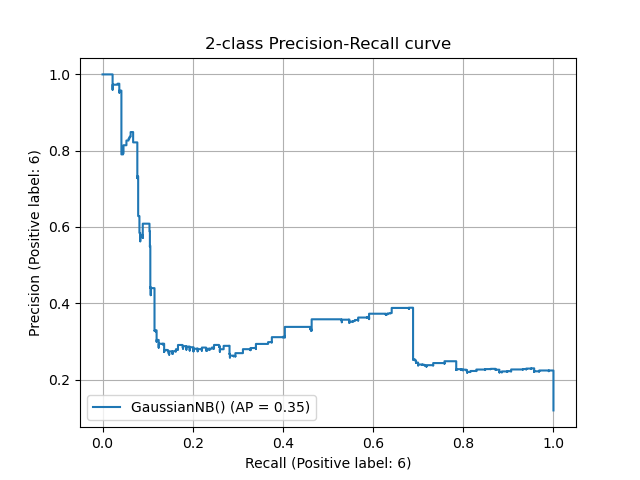 2-class Precision-Recall curve
1.0
0.8
0.6
0.4
0.2
Precision (Positive label: 6)
GaussianNB() (AP = 0.35)
0.0 0.2 0.4 0.6 0.8 1.0
Recall (Positive label: 6)